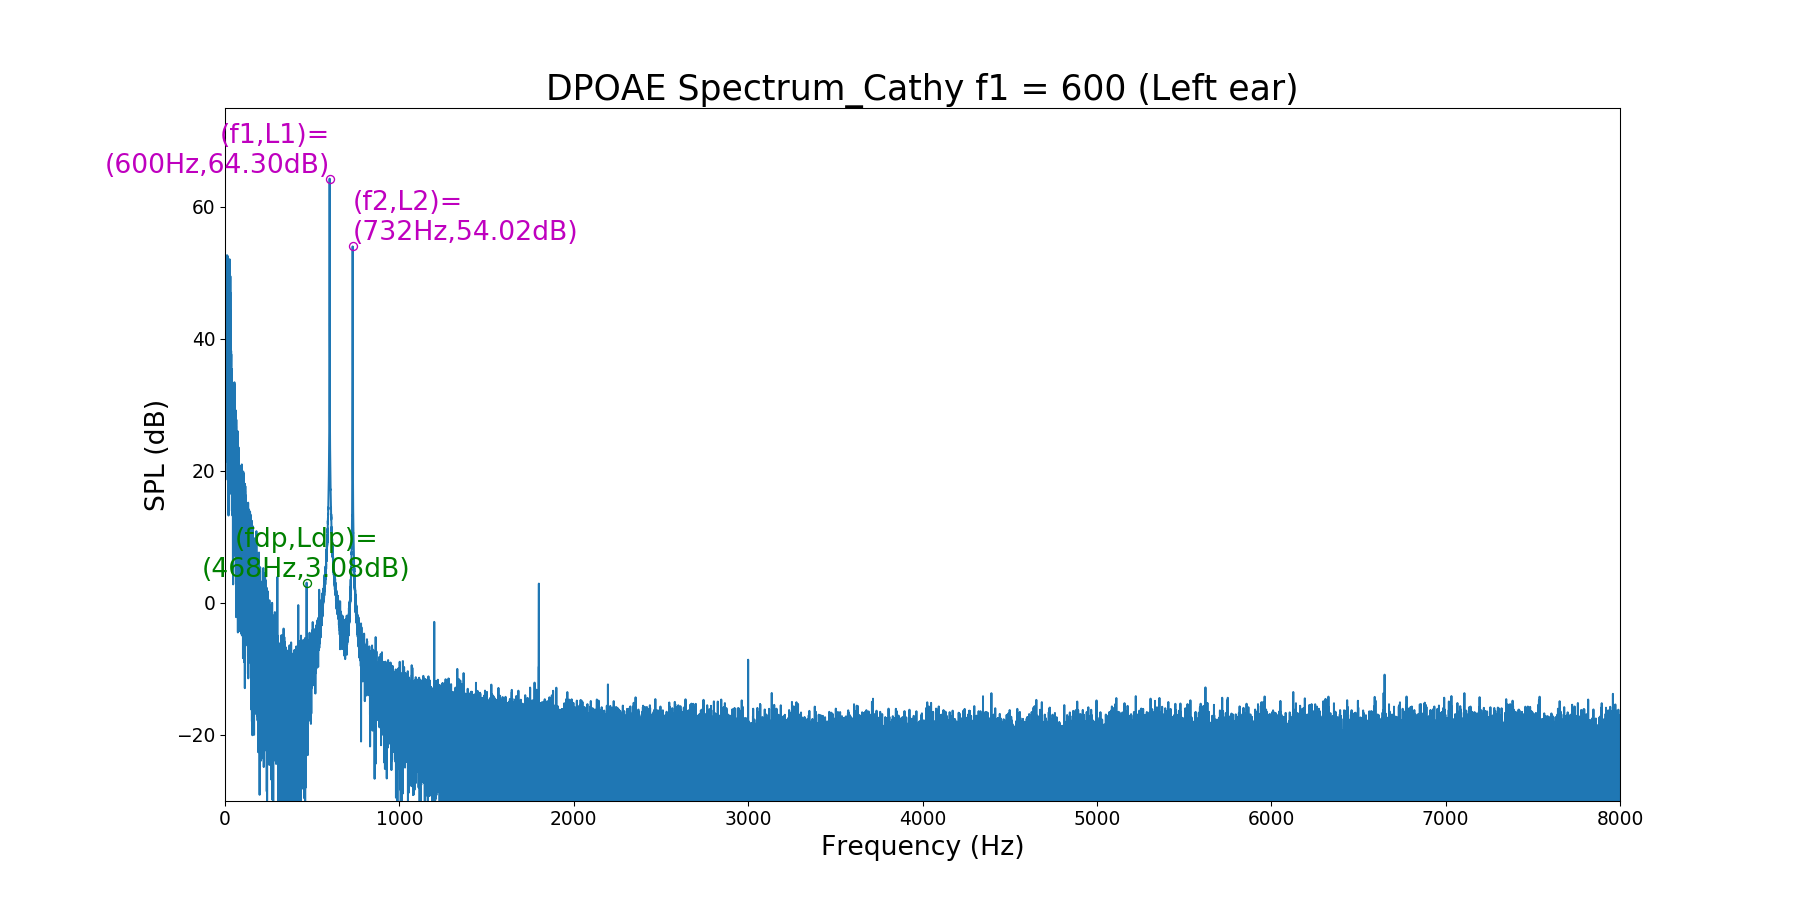 DPOAE Spectrum_Cathy f1 = 600 (Left ear)
(f1,L1)=
(600Hz,64.30dB)
(f2,L2)=
(732Hz,54.02dB)
(fdp,Ldp)=
(468Hz,3.08dB)
60
40
20
0
−20
SPL (dB)
0 1000 2000 3000 4000 5000 6000 7000 8000
Frequency (Hz)